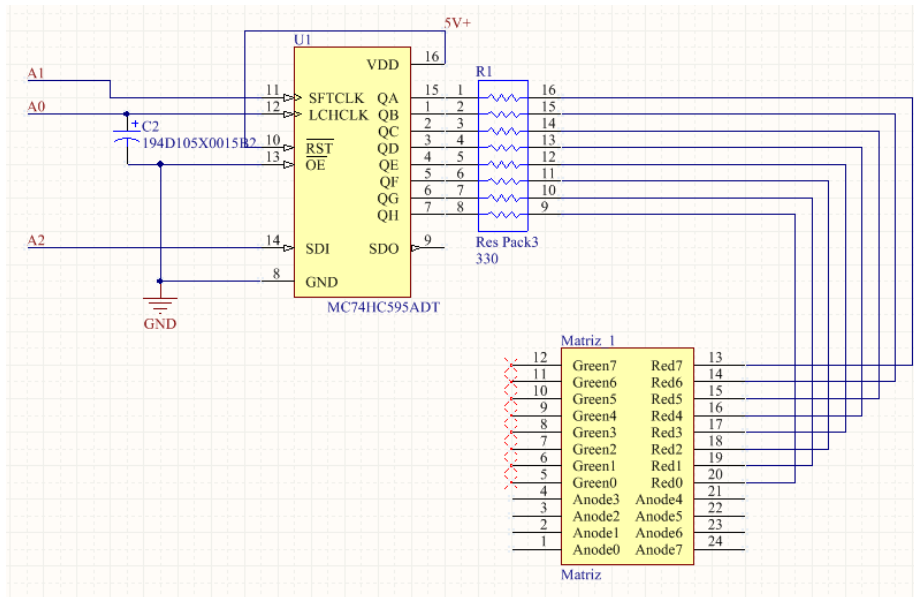 5V+
U1
VDD 16
R1
A1
11 SFTCLK QA 15 1 16
A0
12 LCHCLK QB 1 2 15
+ C2
QC 2 3 14
194D105X0015B2
10 RST QD 3 4 13
13 OE QE 4 5 12
QF 5 6 11
QG 6 7 10
QH 7 8 9
A2
14 SDI SDO 9
Res Pack3
330
8 GND
MC74HC595ADT
GND
Matriz 1
12 Green7 Red7 13
11 Green6 Red6 14
10 Green5 Red5 15
9 Green4 Red4 16
8 Green3 Red3 17
7 Green2 Red2 18
6 Green1 Red1 19
5 Green0 Red0 20
4 Anode3 Anode4 21
3 Anode2 Anode5 22
2 Anode1 Anode6 23
1 Anode0 Anode7 24
Matriz